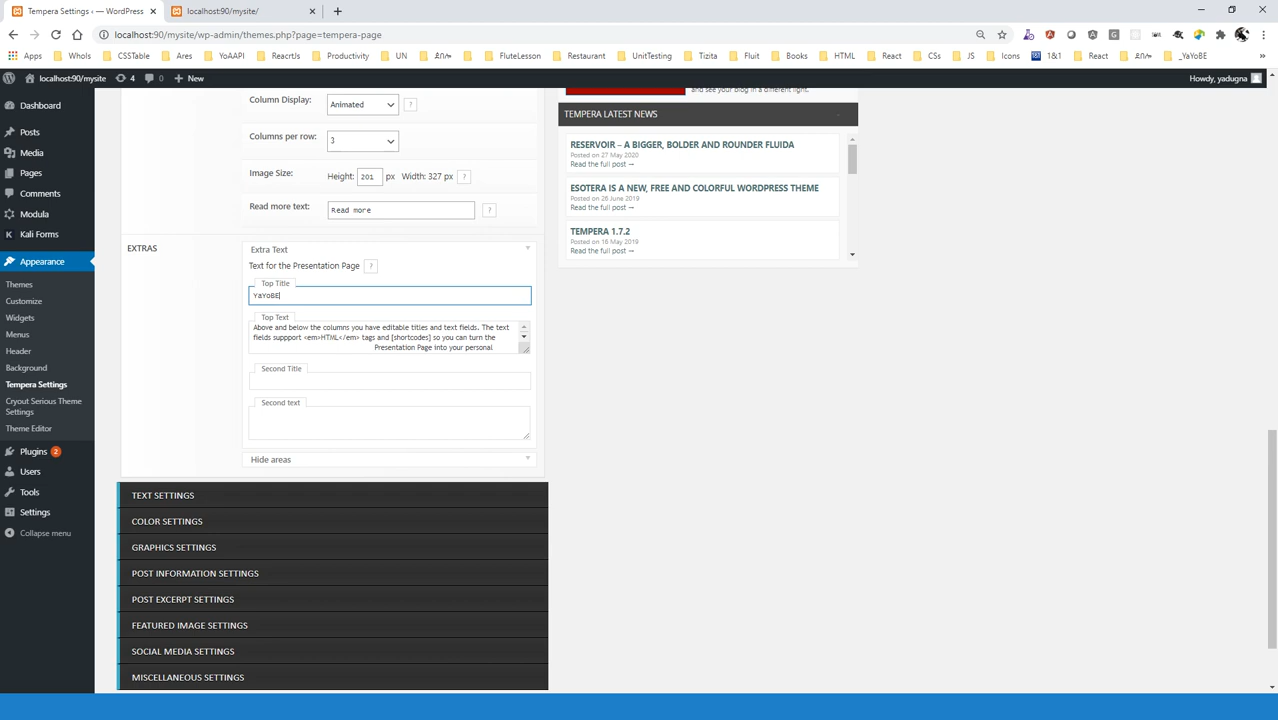 Tempera Settings ‹ — WordPress
localhost:90/mysite/
localhost:90/mysite/wp-admin/themes.php?page=tempera-page
Apps WhoIs CSSTable Ares YoAAPI ReactJs Productivity UN FluteLesson Restaurant UnitTesting Tizita Fluit Books HTML React CSs JS Icons 1&1 React _YaYoBE
localhost:90/mysite 4 0 New Howdy, yadugna
Dashboard
Posts
Media
Pages
Comments
Modula
Kali Forms
Appearance
Themes
Customize
Widgets
Menus
Header
Background
Tempera Settings
Cryout Serious Theme
Settings
Theme Editor
Plugins 2
Users
Tools
Settings
Collapse menu
Column Display: Animated ?
Columns per row: 3
Image Size: Height: 201 px Width: 327 px ?
Read more text: Read more ?
EXTRAS
Extra Text
Text for the Presentation Page ?
Top Title
YaYoBE
Top Text
Above and below the columns you have editable titles and text fields. The text
fields suppport <em>HTML</em> tags and [shortcodes] so you can turn the
Presentation Page into your personal
Second Title
Second text
Hide areas
TEXT SETTINGS
COLOR SETTINGS
GRAPHICS SETTINGS
POST INFORMATION SETTINGS
POST EXCERPT SETTINGS
FEATURED IMAGE SETTINGS
SOCIAL MEDIA SETTINGS
MISCELLANEOUS SETTINGS
and see your blog in a different light.
TEMPERA LATEST NEWS
RESERVOIR – A BIGGER, BOLDER AND ROUNDER FLUIDA
Posted on 27 May 2020
Read the full post →
ESOTERA IS A NEW, FREE AND COLORFUL WORDPRESS THEME
Posted on 26 June 2019
Read the full post →
TEMPERA 1.7.2
Posted on 16 May 2019
Read the full post →